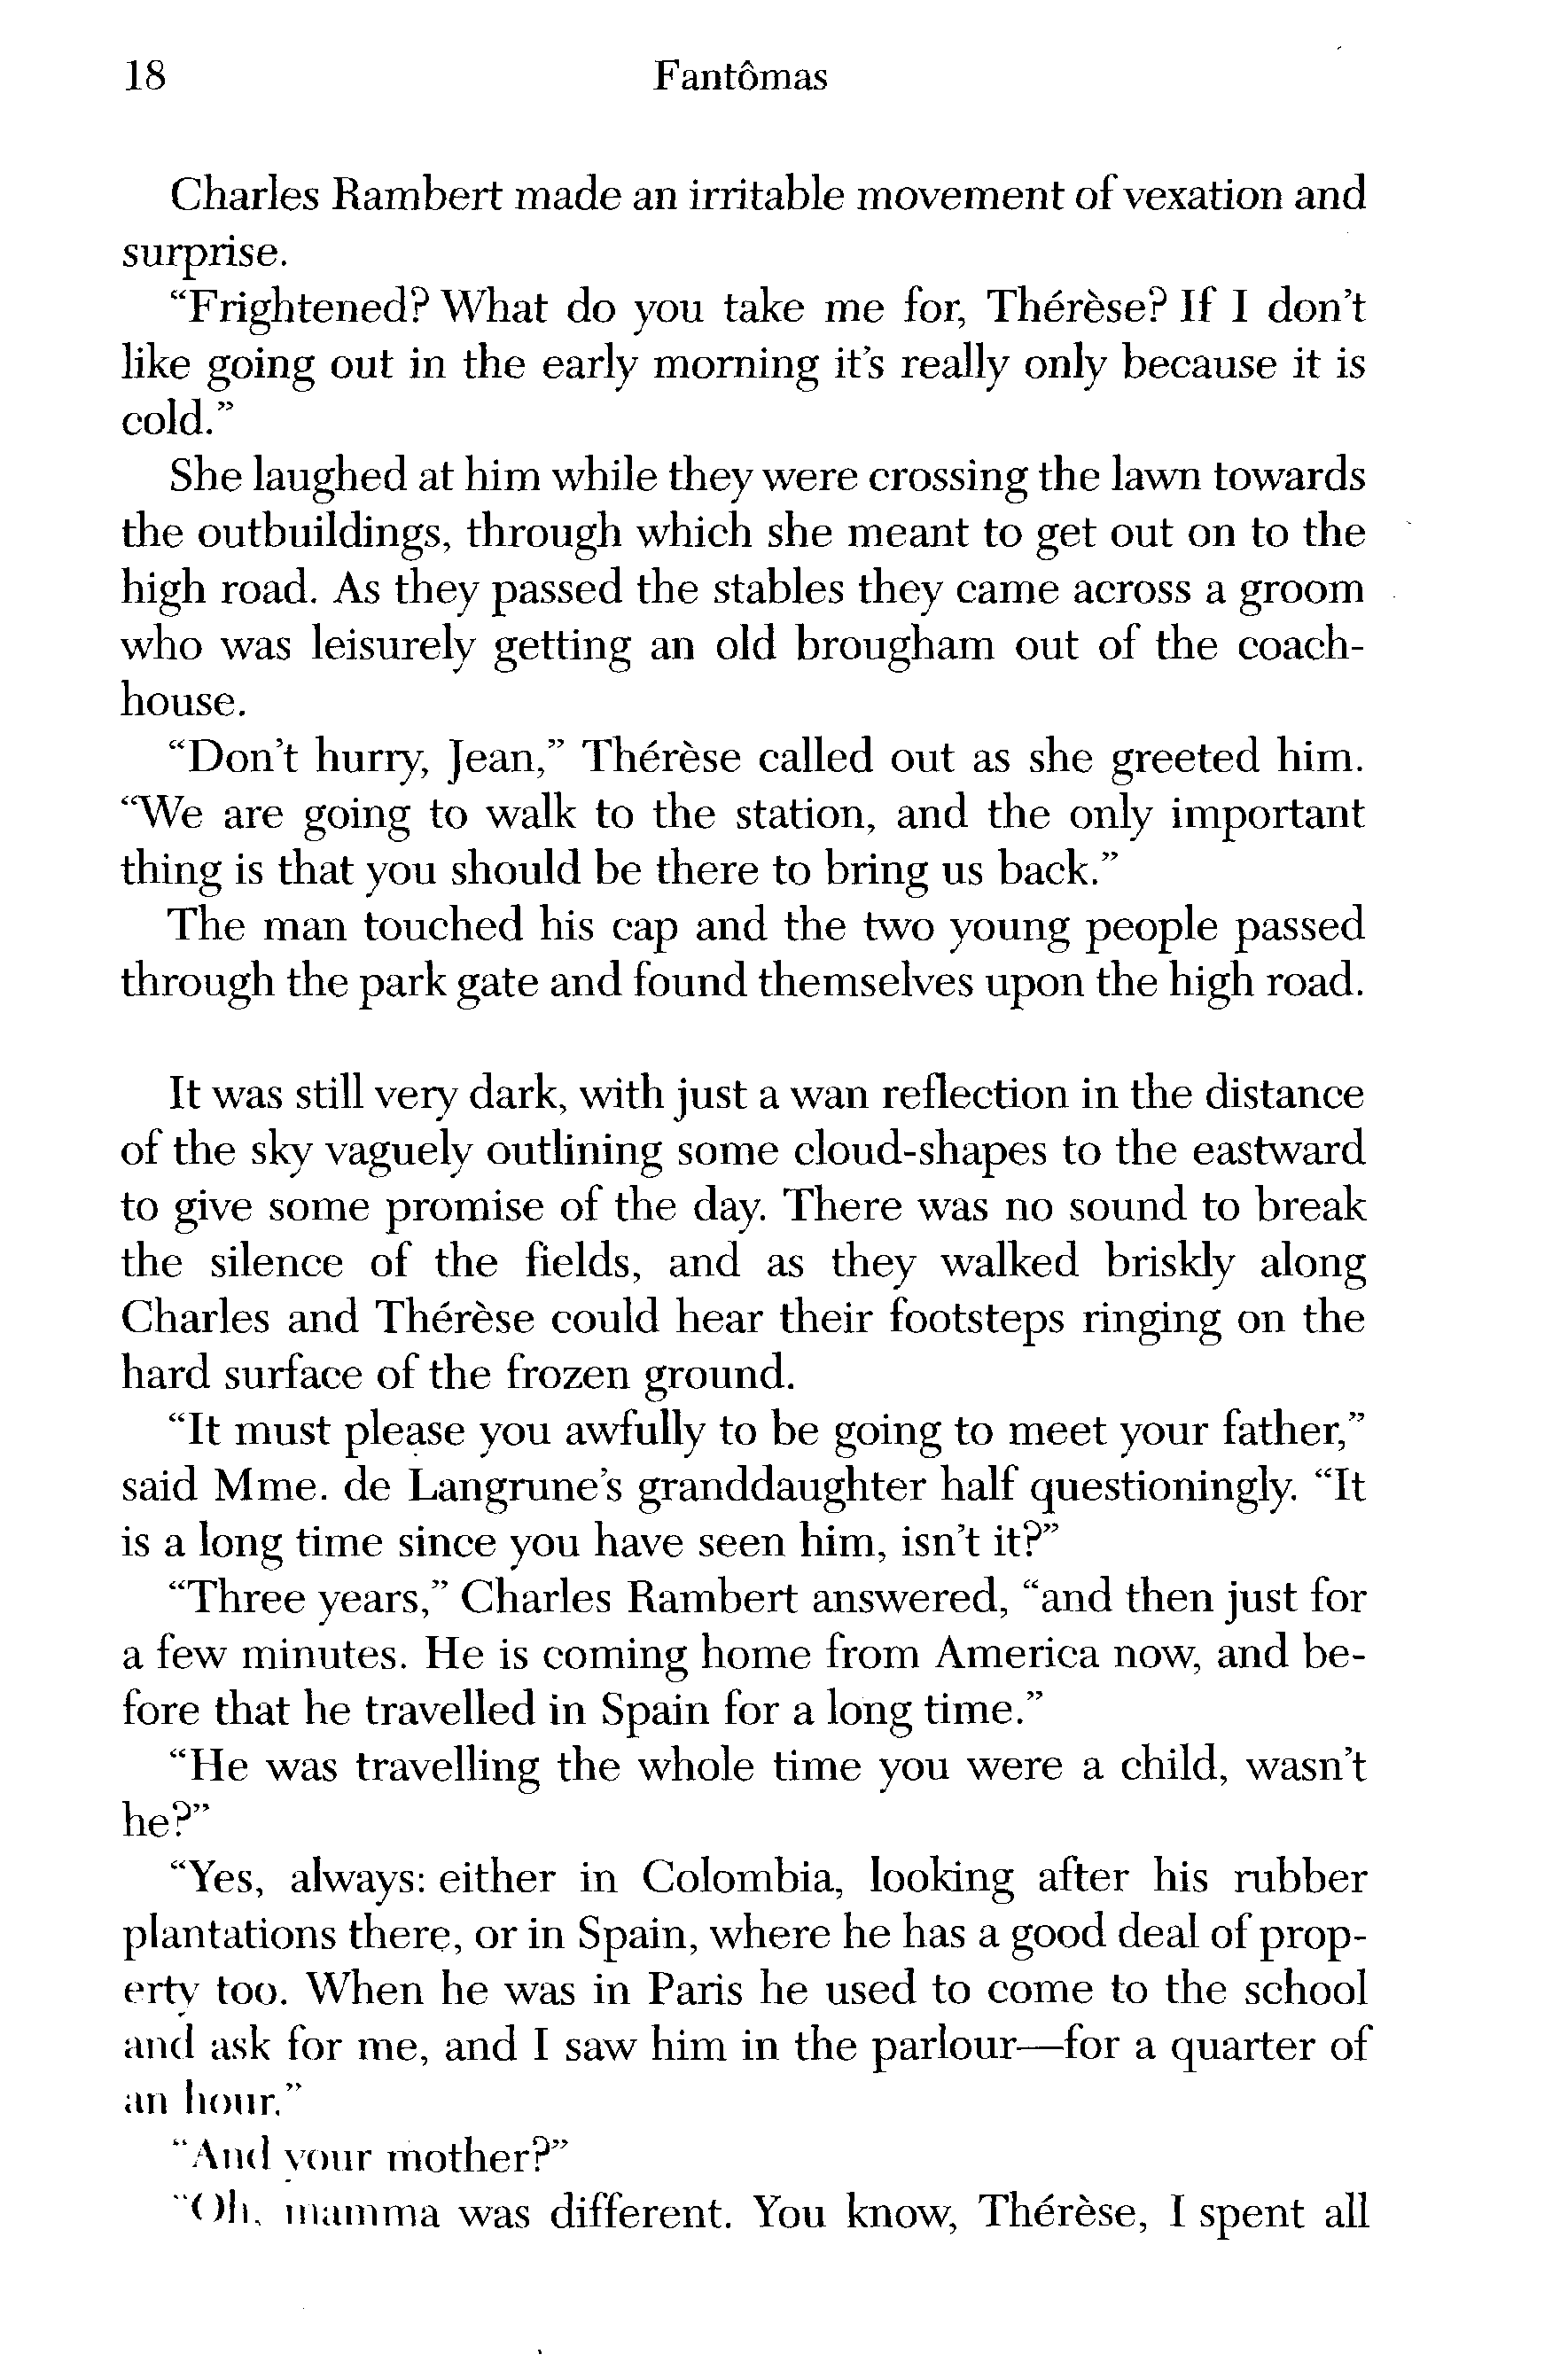 18 Fantômas
Charles Rambert made an irritable movement of vexation and
surprise.
“Frightened? What do you take me for, Thérèse? If I don’t
like going out in the early morning it’s really only because it is
cold.”
She laughed at him while they were crossing the lawn towards
the outbuildings, through which she meant to get out on to the
high road. As they passed the stables they came across a groom
who was leisurely getting an old brougham out of the coach-
house.
“Don’t hurry, Jean,” Thérèse called out as she greeted him.
“We are going to walk to the station, and the only important
thing is that you should be there to bring us back.”
The man touched his cap and the two young people passed
through the park gate and found themselves upon the high road.
It was still very dark, with just a wan reflection in the distance
of the sky vaguely outlining some cloud-shapes to the eastward
to give some promise of the day. There was no sound to break
the silence of the fields, and as they walked briskly along
Charles and Thérèse could hear their footsteps ringing on the
hard surface of the frozen ground.
“It must please you awfully to be going to meet your father,”
said Mme. de Langrune’s granddaughter half questioningly. “It
is a long time since you have seen him, isn’t it?”
“Three years,” Charles Rambert answered, “and then just for
a few minutes. He is coming home from America now, and be-
fore that he travelled in Spain for a long time.”
“He was travelling the whole time you were a child, wasn’t
he?”
“Yes, always: either in Colombia, looking after his rubber
plantations there, or in Spain, where he has a good deal of prop-
erty too. When he was in Paris he used to come to the school
and ask for me, and I saw him in the parlour—for a quarter of
an hour.”
“And your mother?”
“Oh, mamma was different. You know, Thérèse, I spent all